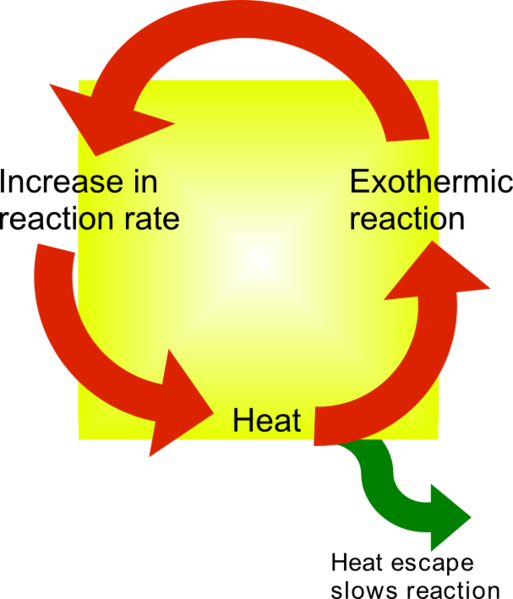 Increase in
reaction rate
Exothermic
reaction
Heat
Heat escape
slows reaction